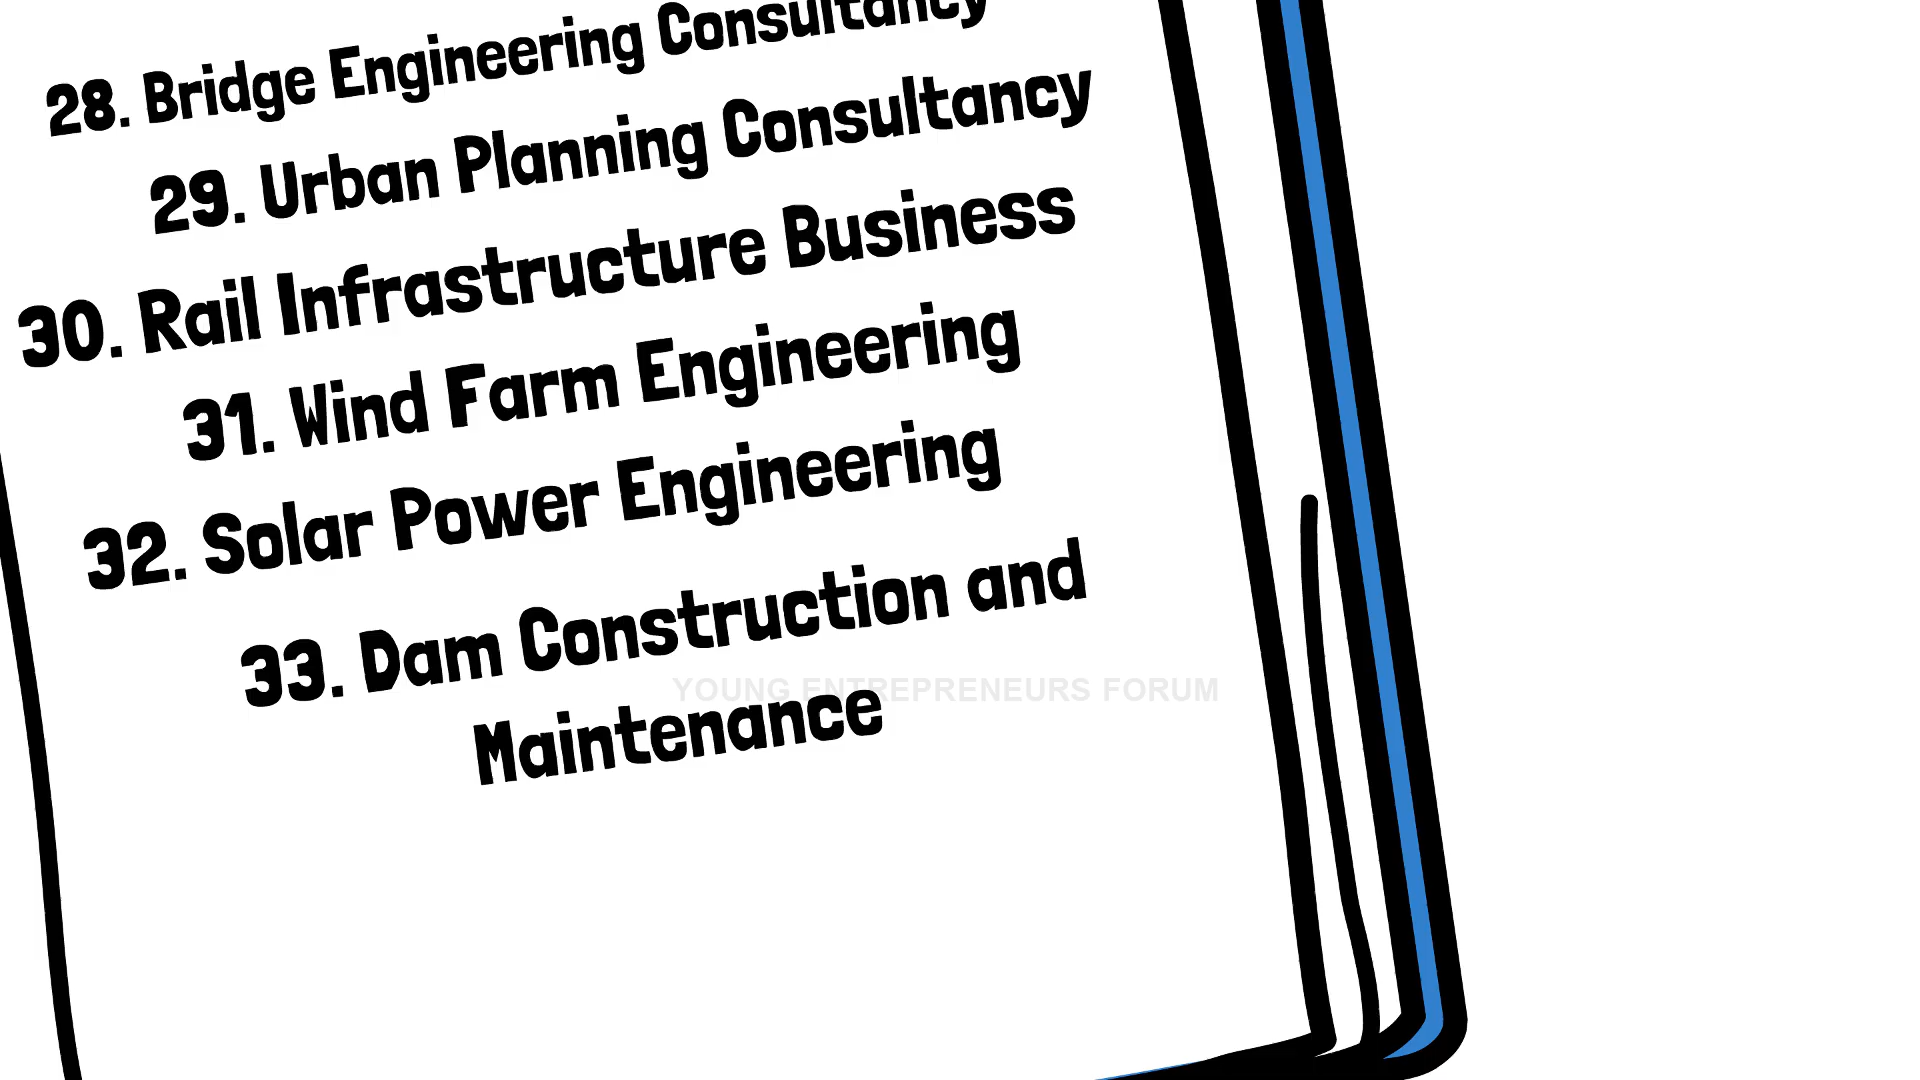 28. Bridge Engineering Consultancy
29. Urban Planning Consultancy
30. Rail Infrastructure Business
31. Wind Farm Engineering
32. Solar Power Engineering
33. Dam Construction and
Maintenance
YOUNG ENTREPRENEURS FORUM